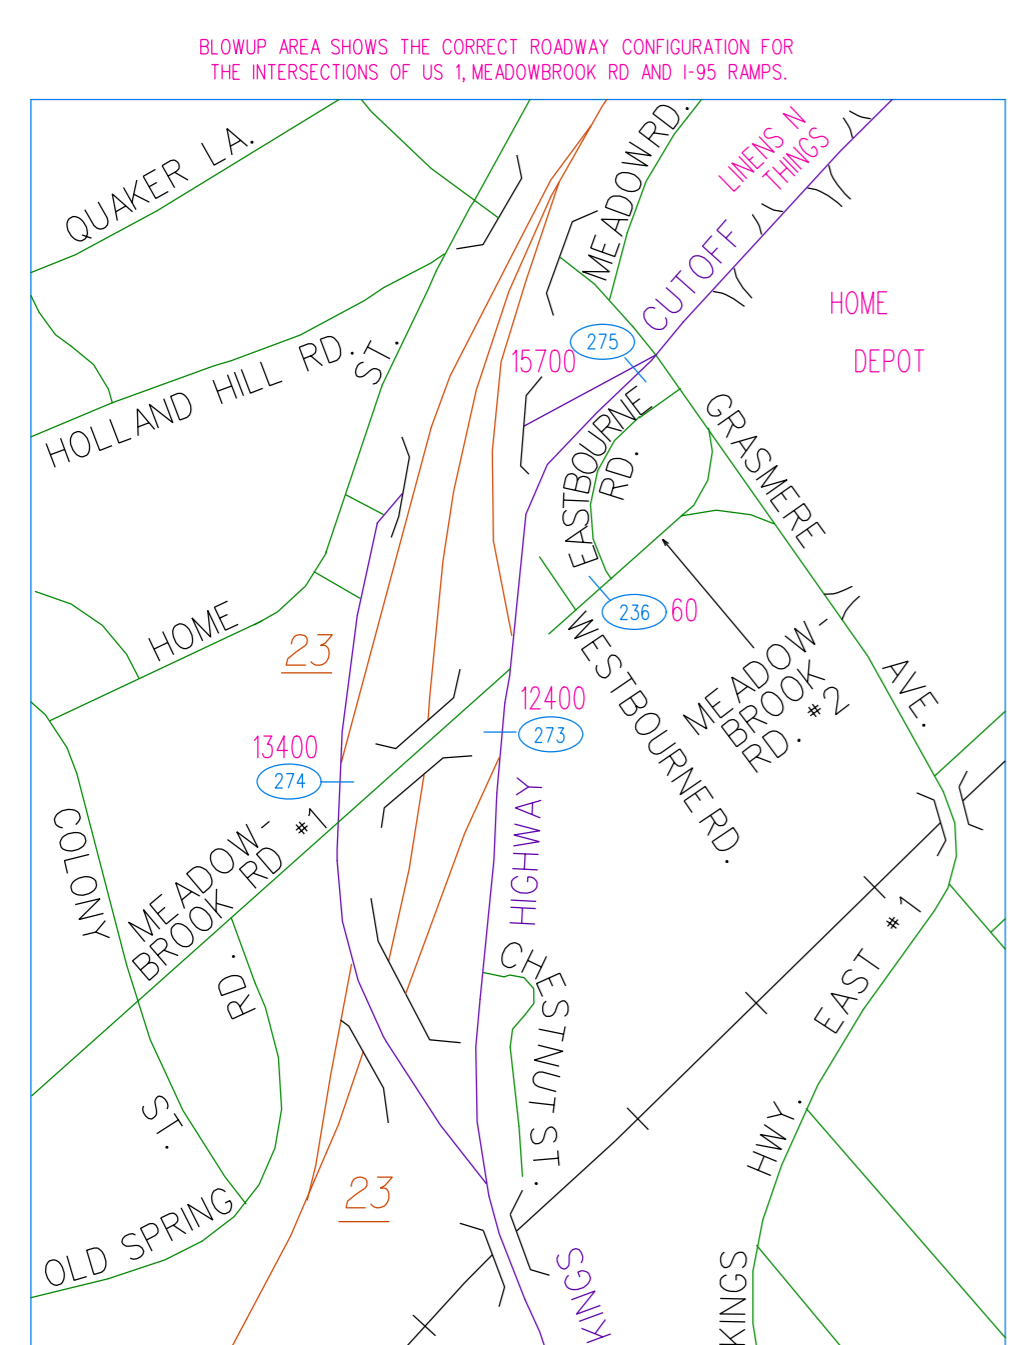 BLOWUP AREA SHOWS THE CORRECT ROADWAY CONFIGURATION FOR
THE INTERSECTIONS OF US 1, MEADOWBROOK RD AND I-95 RAMPS.
QUAKER LA.
MEADOW RD.
LINENS N
THINGS
CUTOFF
HOME
DEPOT
HOLLAND HILL RD.
ST.
15700
275
EASTBOURNE
RD.
GRASMERE
HOME
23
236
60
WESTBOURNE RD.
MEADOW-
BROOK
RD. #2
AVE.
12400
273
13400
274
COLONY
MEADOW-
BROOK RD #1
HIGHWAY
RD.
CHESTNUT ST.
EAST #1
ST.
HWY.
OLD SPRING
23
KINGS
KINGS